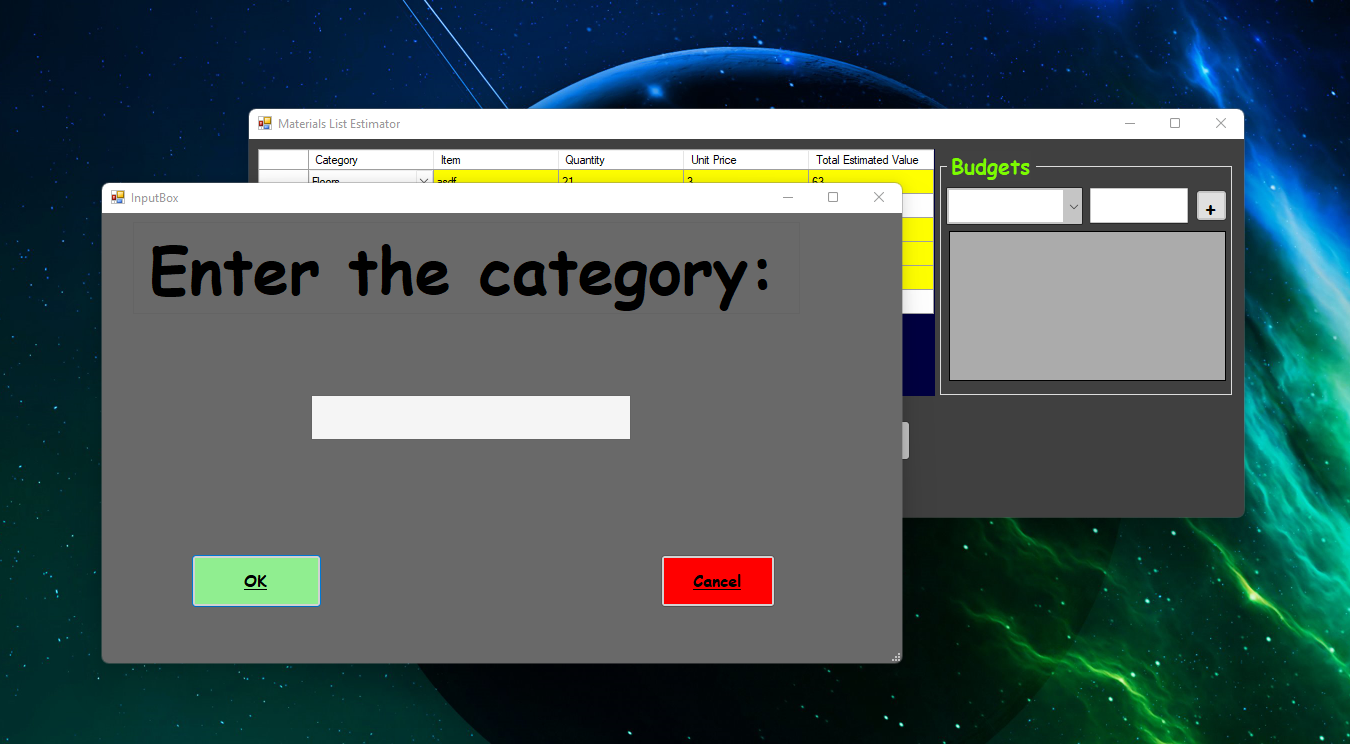 Materials List Estimator
Category Item Quantity Unit Price Total Estimated Value
Floors asdf 21 3 63
Budgets
+
InputBox
Enter the category:
OK Cancel